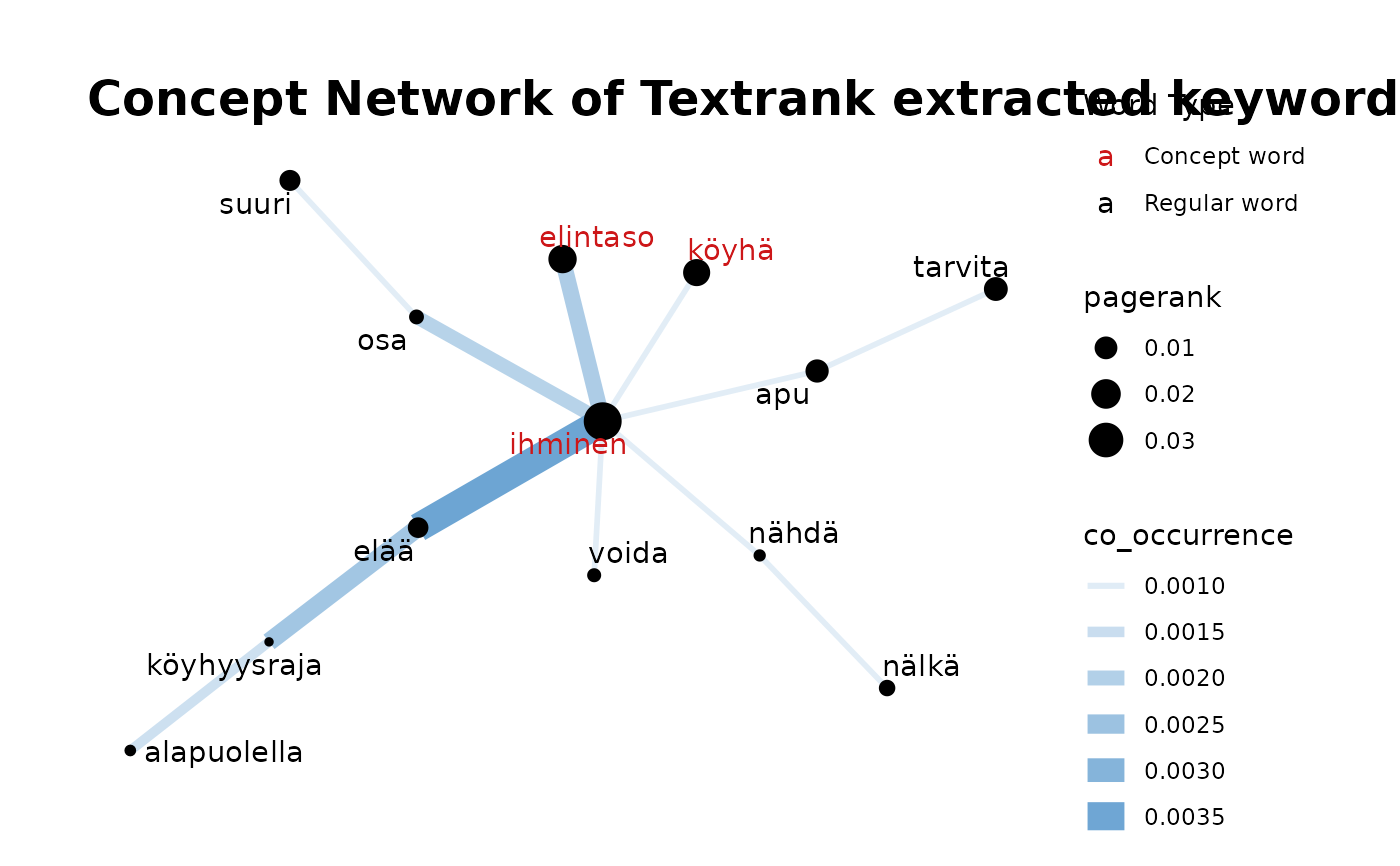 Concept Network of Textrank extracted keyword
Word Type
a Concept word
a Regular word
suuri
elintaso
köyhä
tarvita
osa
apu
ihminen
elää
voida
nähdä
köyhyysraja
nälkä
alapuolella
pagerank
0.01
0.02
0.03
co_occurrence
0.0010
0.0015
0.0020
0.0025
0.0030
0.0035